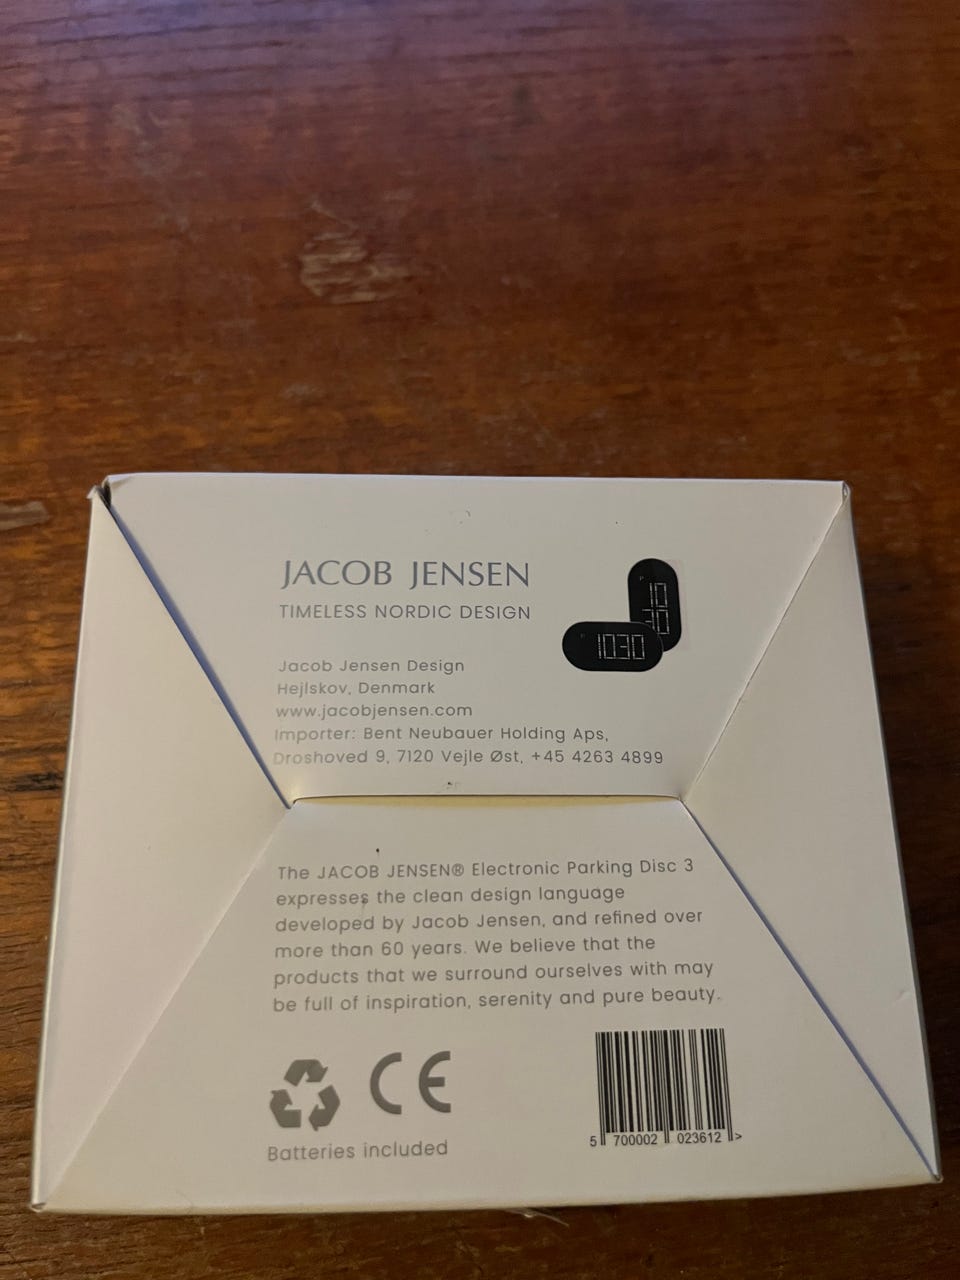 JACOB JENSEN
TIMELESS NORDIC DESIGN
P
P
1030
Jacob Jensen Design
Hejlskov, Denmark
www.jacobjensen.com
Importer: Bent Neubauer Holding Aps,
Droshoved 9, 7120 Vejle Øst, +45 4263 4899
The JACOB JENSEN® Electronic Parking Disc 3
expresses the clean design language
developed by Jacob Jensen, and refined over
more than 60 years. We believe that the
products that we surround ourselves with may
be full of inspiration, serenity and pure beauty.
CE
Batteries included
5 700002 023612 >